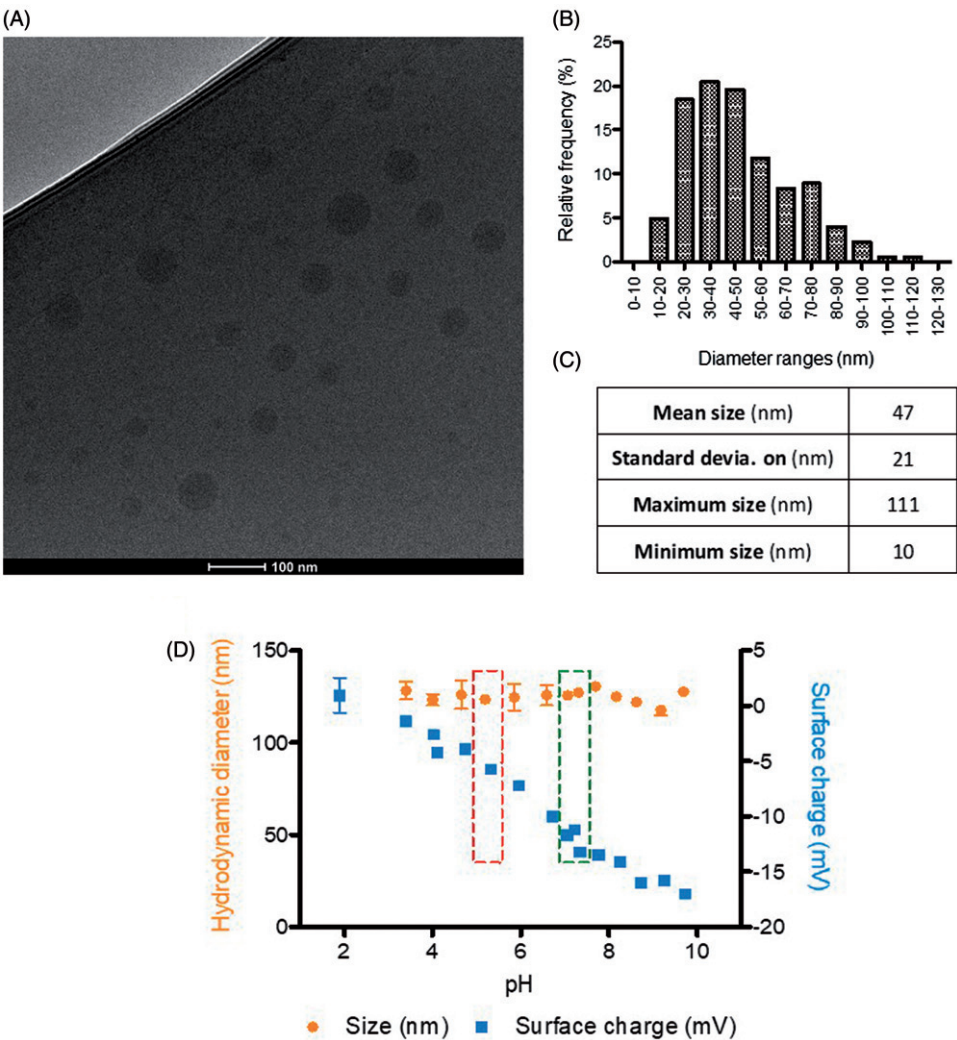 (A)
100 nm
(B)
Relative frequency (%)
25
20
15
10
5
0
0-10
10-20
20-30
30-40
40-50
50-60
60-70
70-80
80-90
90-100
100-110
110-120
120-130
Diameter ranges (nm)
(C)
Mean size (nm) 47
Standard devia. on (nm) 21
Maximum size (nm) 111
Minimum size (nm) 10
(D)
Hydrodynamic diameter (nm)
150
100
50
0
5
0
-5
-10
-15
-20
Surface charge (mV)
2 4 6 8 10
pH
Size (nm) Surface charge (mV)